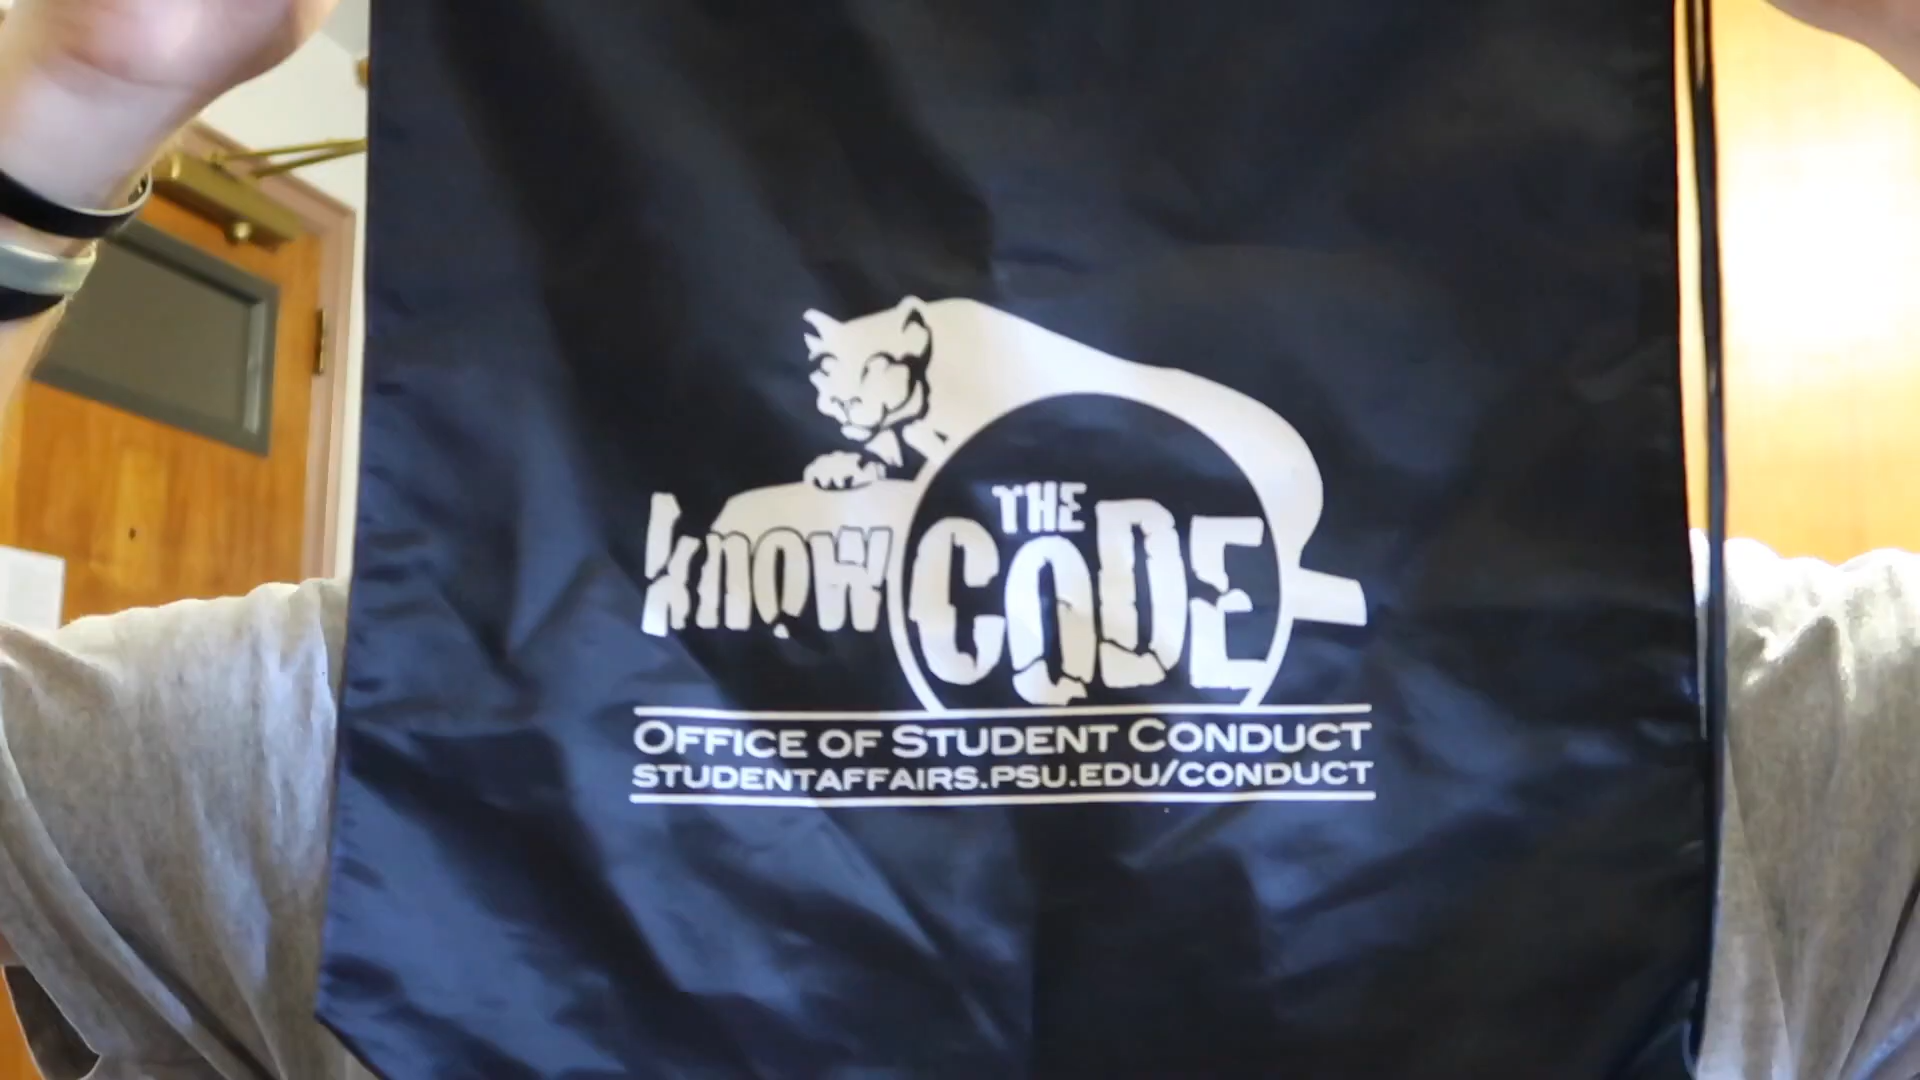 know THE CODE
OFFICE OF STUDENT CONDUCT
STUDENTAFFAIRS.PSU.EDU/CONDUCT